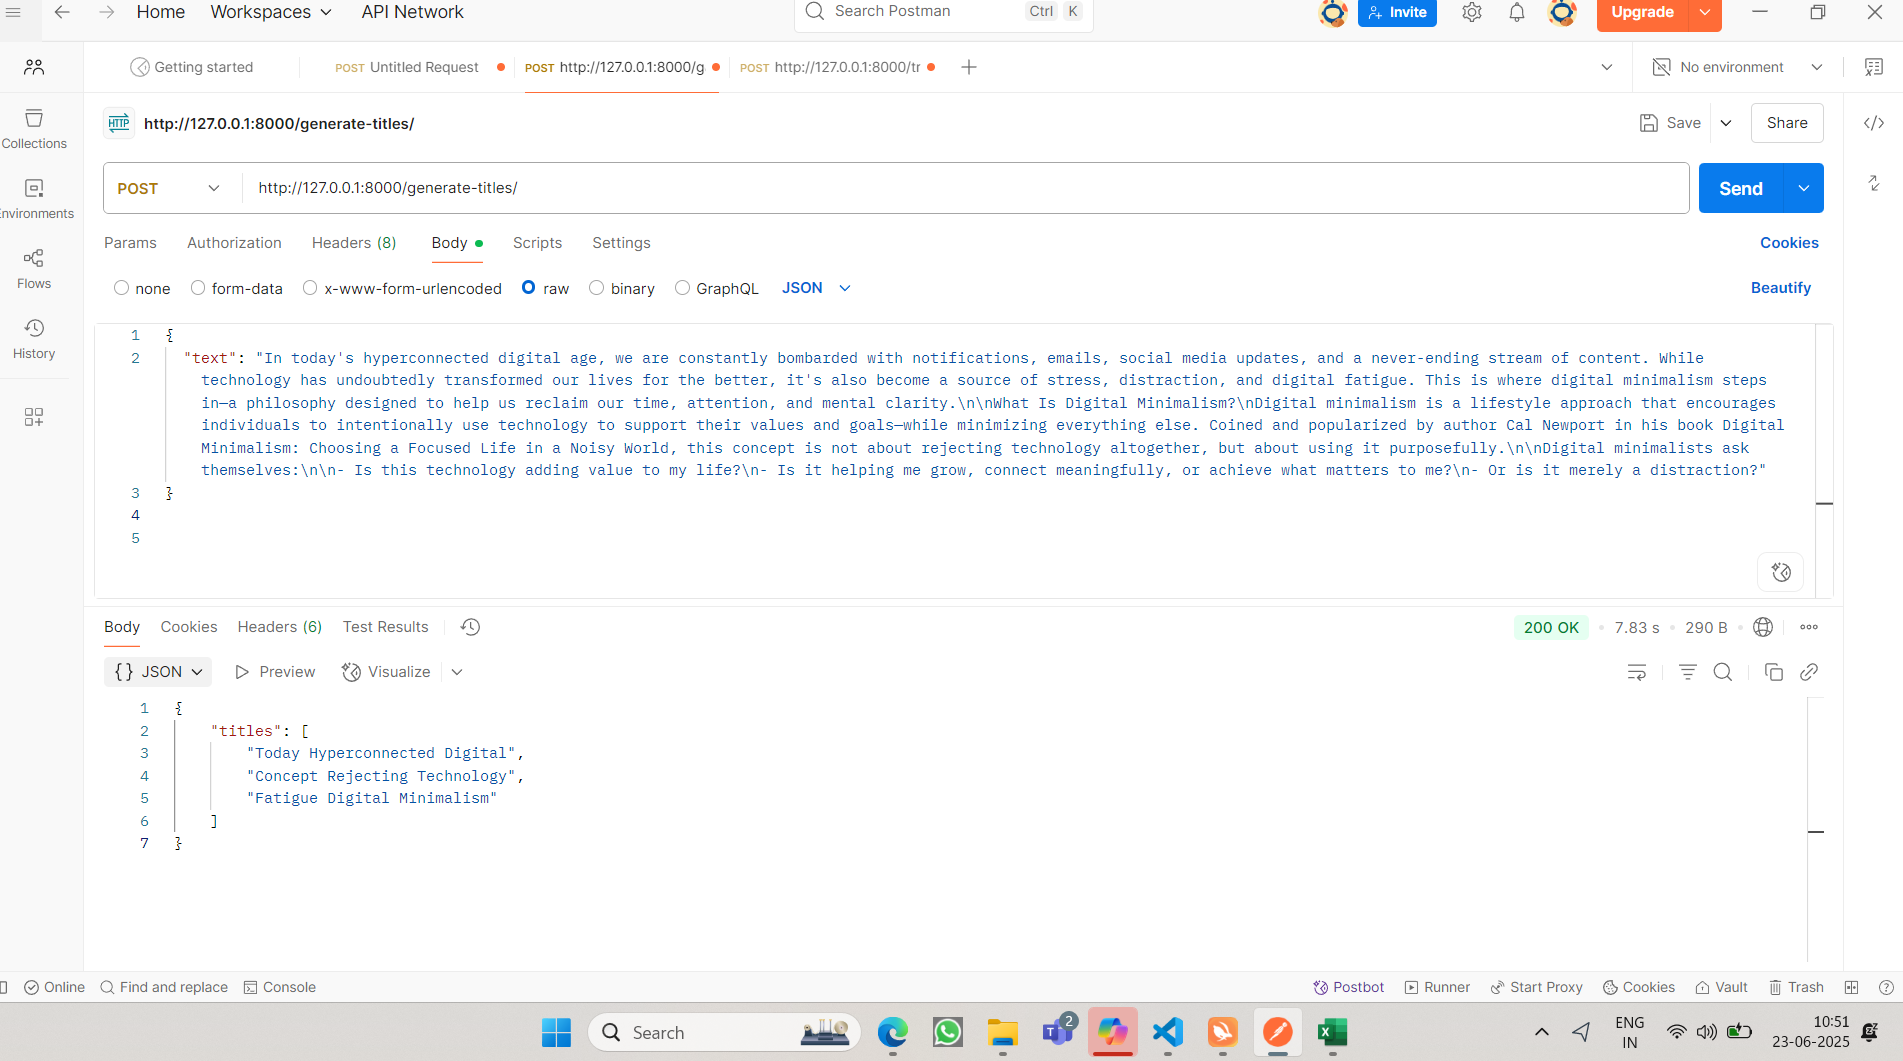 Home Workspaces API Network Search Postman Ctrl K Invite Upgrade
Getting started POST Untitled Request POST http://127.0.0.1:8000/g POST http://127.0.0.1:8000/tr No environment
HTTP http://127.0.0.1:8000/generate-titles/ Save Share
Collections
Environments
Flows
History
POST http://127.0.0.1:8000/generate-titles/ Send
Params Authorization Headers (8) Body Scripts Settings Cookies
none form-data x-www-form-urlencoded raw binary GraphQL JSON Beautify
1 {
2 "text": "In today's hyperconnected digital age, we are constantly bombarded with notifications, emails, social media updates, and a never-ending stream of content. While
technology has undoubtedly transformed our lives for the better, it's also become a source of stress, distraction, and digital fatigue. This is where digital minimalism steps
in—a philosophy designed to help us reclaim our time, attention, and mental clarity.\n\nWhat Is Digital Minimalism?\nDigital minimalism is a lifestyle approach that encourages
individuals to intentionally use technology to support their values and goals—while minimizing everything else. Coined and popularized by author Cal Newport in his book Digital
Minimalism: Choosing a Focused Life in a Noisy World, this concept is not about rejecting technology altogether, but about using it purposefully.\n\nDigital minimalists ask
themselves:\n\n- Is this technology adding value to my life?\n- Is it helping me grow, connect meaningfully, or achieve what matters to me?\n- Or is it merely a distraction?"
3 }
4
5
Body Cookies Headers (6) Test Results 200 OK • 7.83 s • 290 B •
{} JSON Preview Visualize
1 {
2 "titles": [
3 "Today Hyperconnected Digital",
4 "Concept Rejecting Technology",
5 "Fatigue Digital Minimalism"
6 ]
7 }
Online Find and replace Console Postbot Runner Start Proxy Cookies Vault Trash
Search 2 ENG IN 10:51 23-06-2025